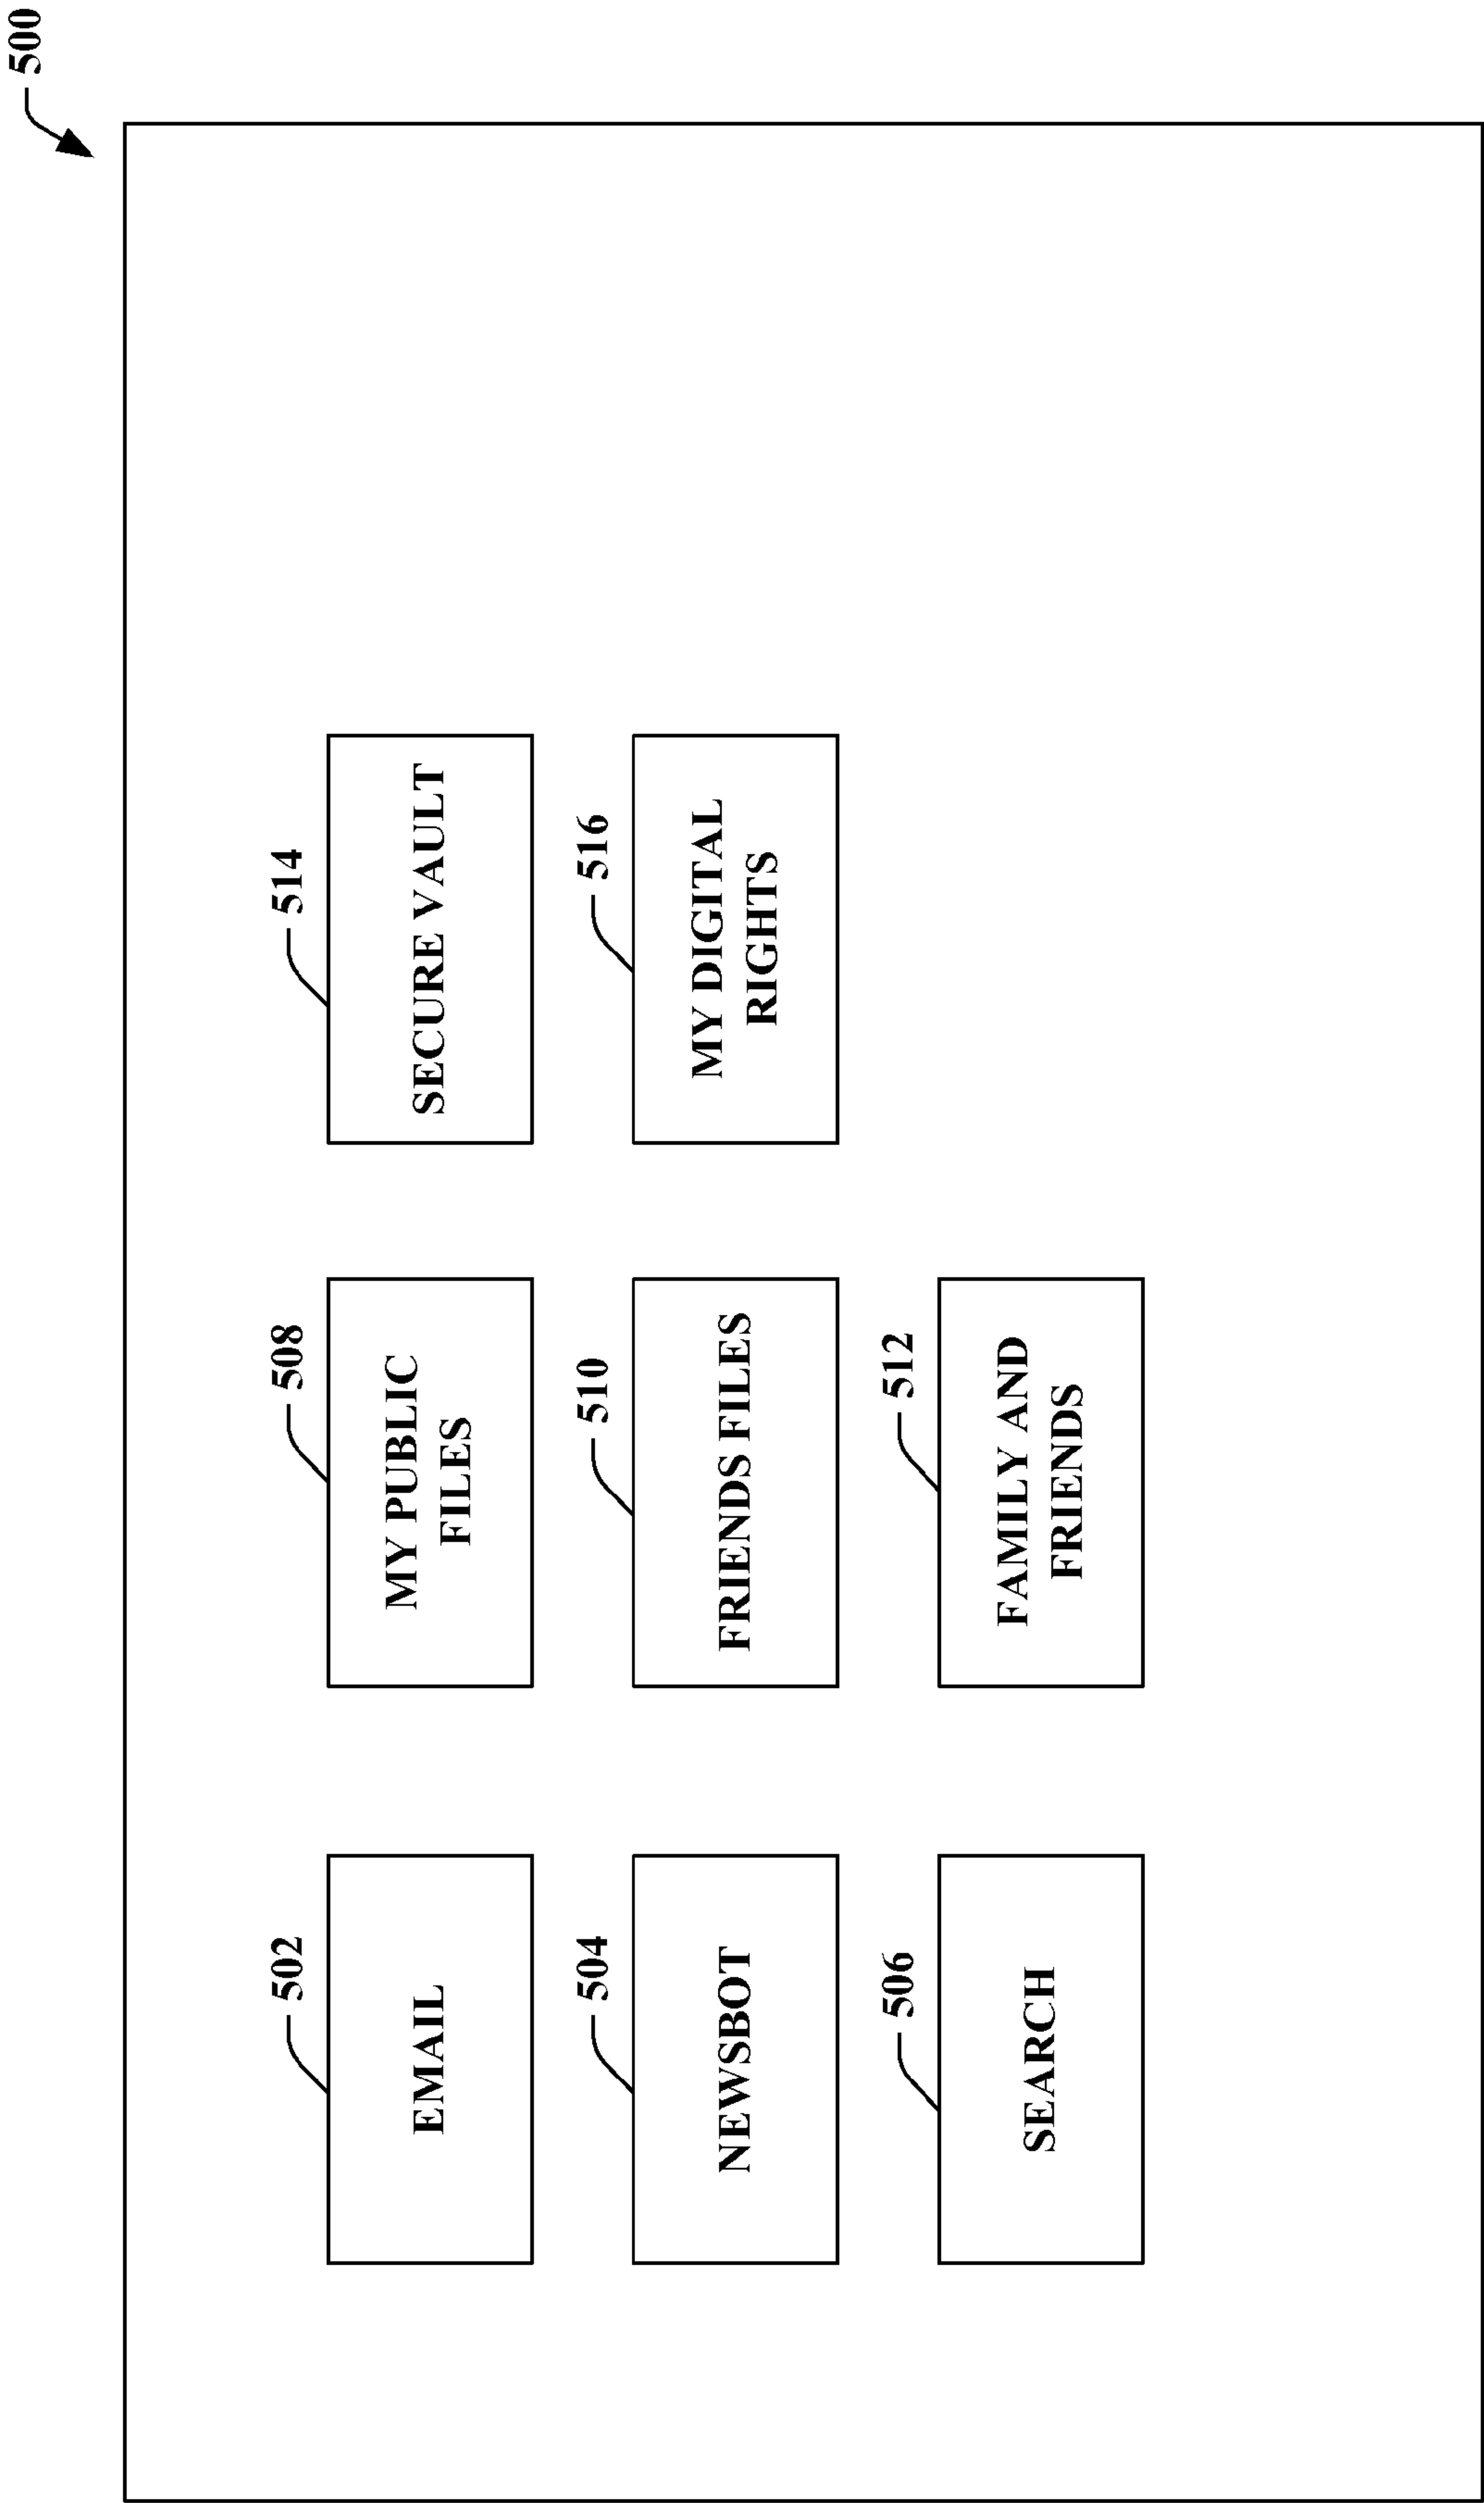 500
502
EMAIL
504
NEWSBOT
506
SEARCH
508
MY PUBLIC
FILES
510
FRIENDS FILES
512
FAMILY AND
FRIENDS
514
SECURE VAULT
516
MY DIGITAL
RIGHTS